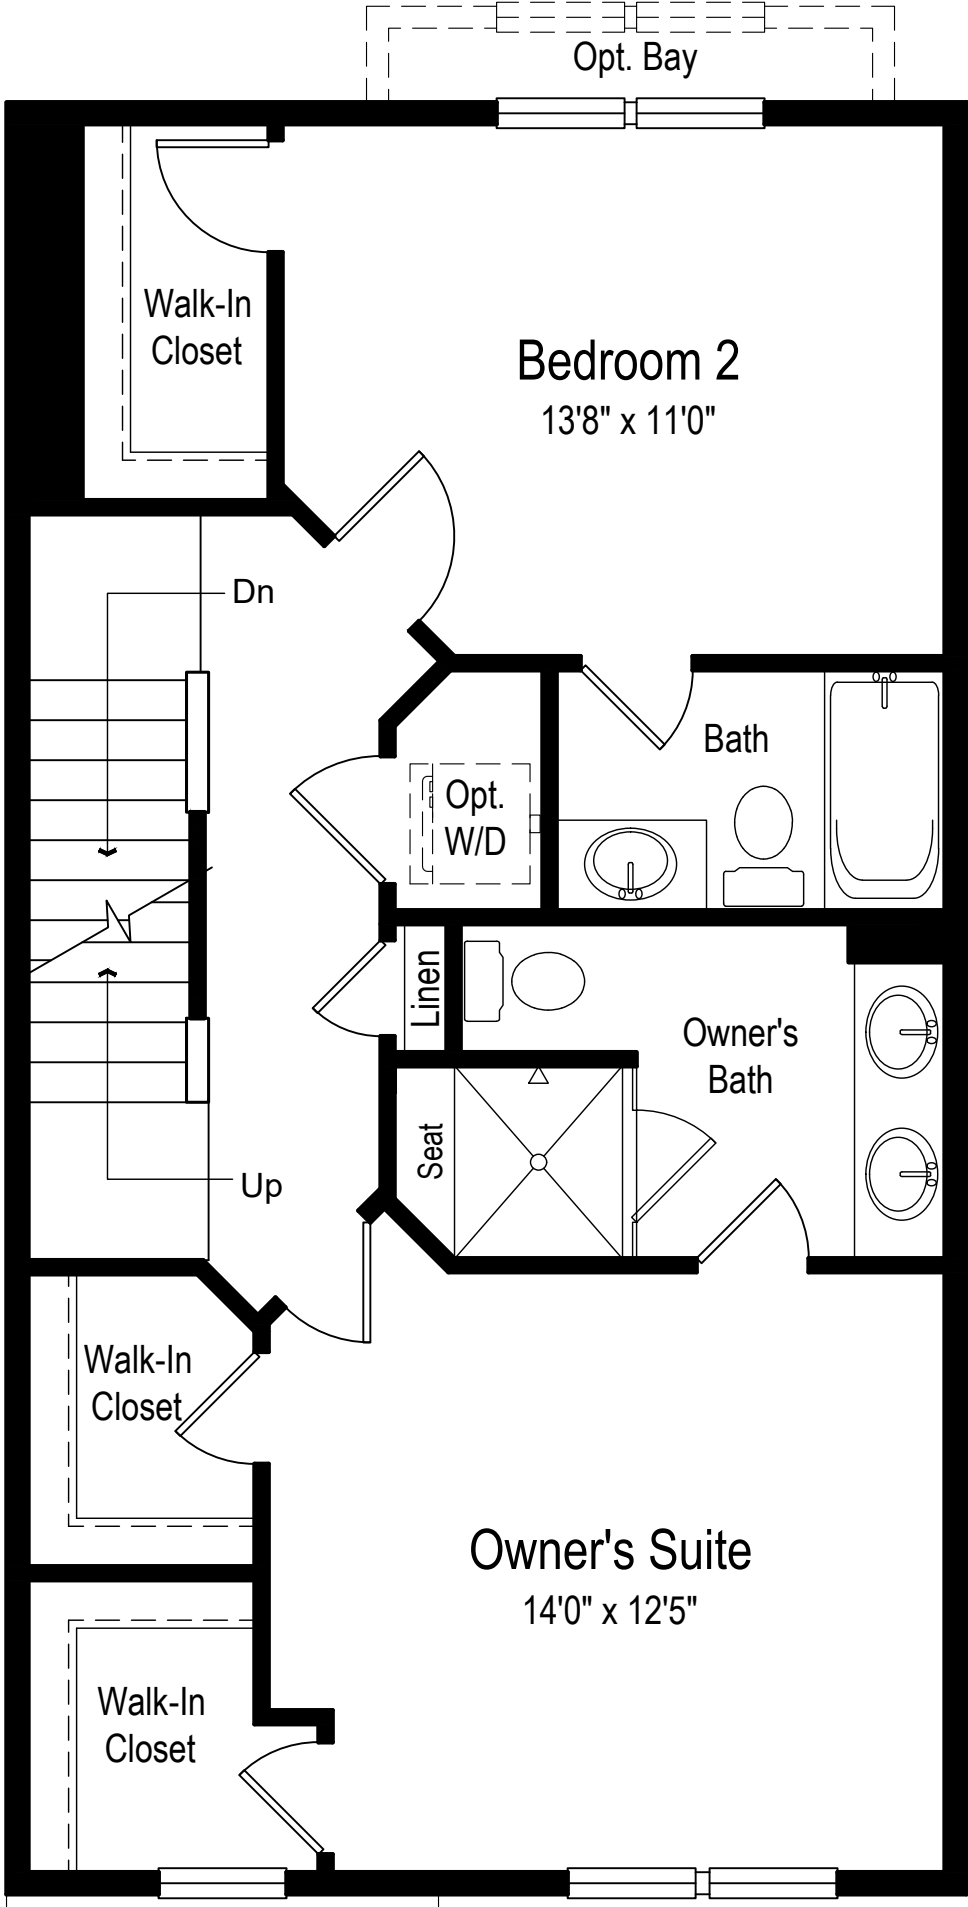 Opt. Bay
Walk-In
Closet
Bedroom 2
13'8" x 11'0"
Dn
Bath
Opt.
W/D
Linen
Owner's
Bath
Seat
Up
Walk-In
Closet
Owner's Suite
14'0" x 12'5"
Walk-In
Closet